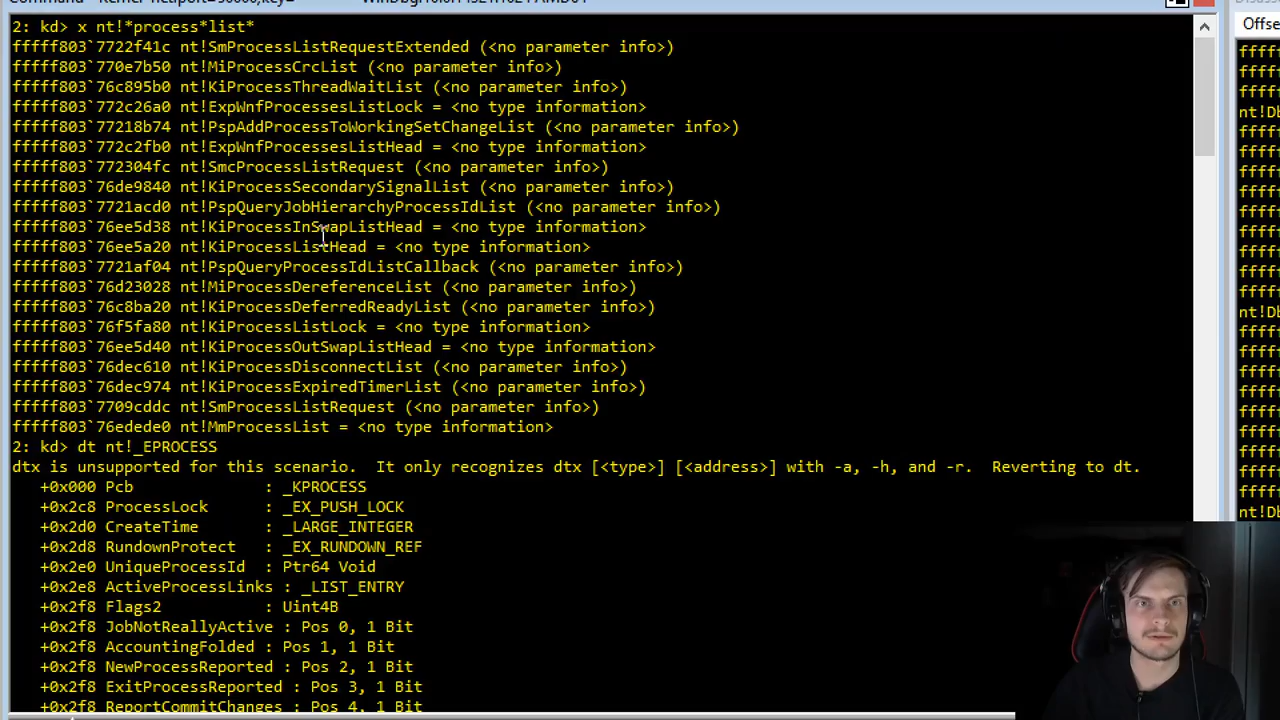 2: kd> x nt!*process*list*
fffff803`7722f41c nt!SmProcessListRequestExtended (<no parameter info>)
fffff803`770e7b50 nt!MiProcessCrcList (<no parameter info>)
fffff803`76c895b0 nt!KiProcessThreadWaitList (<no parameter info>)
fffff803`772c26a0 nt!ExpWnfProcessesListLock = <no type information>
fffff803`77218b74 nt!PspAddProcessToWorkingSetChangeList (<no parameter info>)
fffff803`772c2fb0 nt!ExpWnfProcessesListHead = <no type information>
fffff803`772304fc nt!SmcProcessListRequest (<no parameter info>)
fffff803`76de9840 nt!KiProcessSecondarySignalList (<no parameter info>)
fffff803`7721acd0 nt!PspQueryJobHierarchyProcessIdList (<no parameter info>)
fffff803`76ee5d38 nt!KiProcessInSwapListHead = <no type information>
fffff803`76ee5a20 nt!KiProcessListHead = <no type information>
fffff803`7721af04 nt!PspQueryProcessIdListCallback (<no parameter info>)
fffff803`76d23028 nt!MiProcessDereferenceList (<no parameter info>)
fffff803`76c8ba20 nt!KiProcessDeferredReadyList (<no parameter info>)
fffff803`76f5fa80 nt!KiProcessListLock = <no type information>
fffff803`76ee5d40 nt!KiProcessOutSwapListHead = <no type information>
fffff803`76dec610 nt!KiProcessDisconnectList (<no parameter info>)
fffff803`76dec974 nt!KiProcessExpiredTimerList (<no parameter info>)
fffff803`7709cddc nt!SmProcessListRequest (<no parameter info>)
fffff803`76edede0 nt!MmProcessList = <no type information>
2: kd> dt nt!_EPROCESS
dtx is unsupported for this scenario.  It only recognizes dtx [<type>] [<address>] with -a, -h, and -r.  Reverting to dt.
+0x000 Pcb : _KPROCESS
+0x2c8 ProcessLock : _EX_PUSH_LOCK
+0x2d0 CreateTime : _LARGE_INTEGER
+0x2d8 RundownProtect : _EX_RUNDOWN_REF
+0x2e0 UniqueProcessId : Ptr64 Void
+0x2e8 ActiveProcessLinks : _LIST_ENTRY
+0x2f8 Flags2 : Uint4B
+0x2f8 JobNotReallyActive : Pos 0, 1 Bit
+0x2f8 AccountingFolded : Pos 1, 1 Bit
+0x2f8 NewProcessReported : Pos 2, 1 Bit
+0x2f8 ExitProcessReported : Pos 3, 1 Bit
+0x2f8 ReportCommitChanges : Pos 4, 1 Bit
Offse